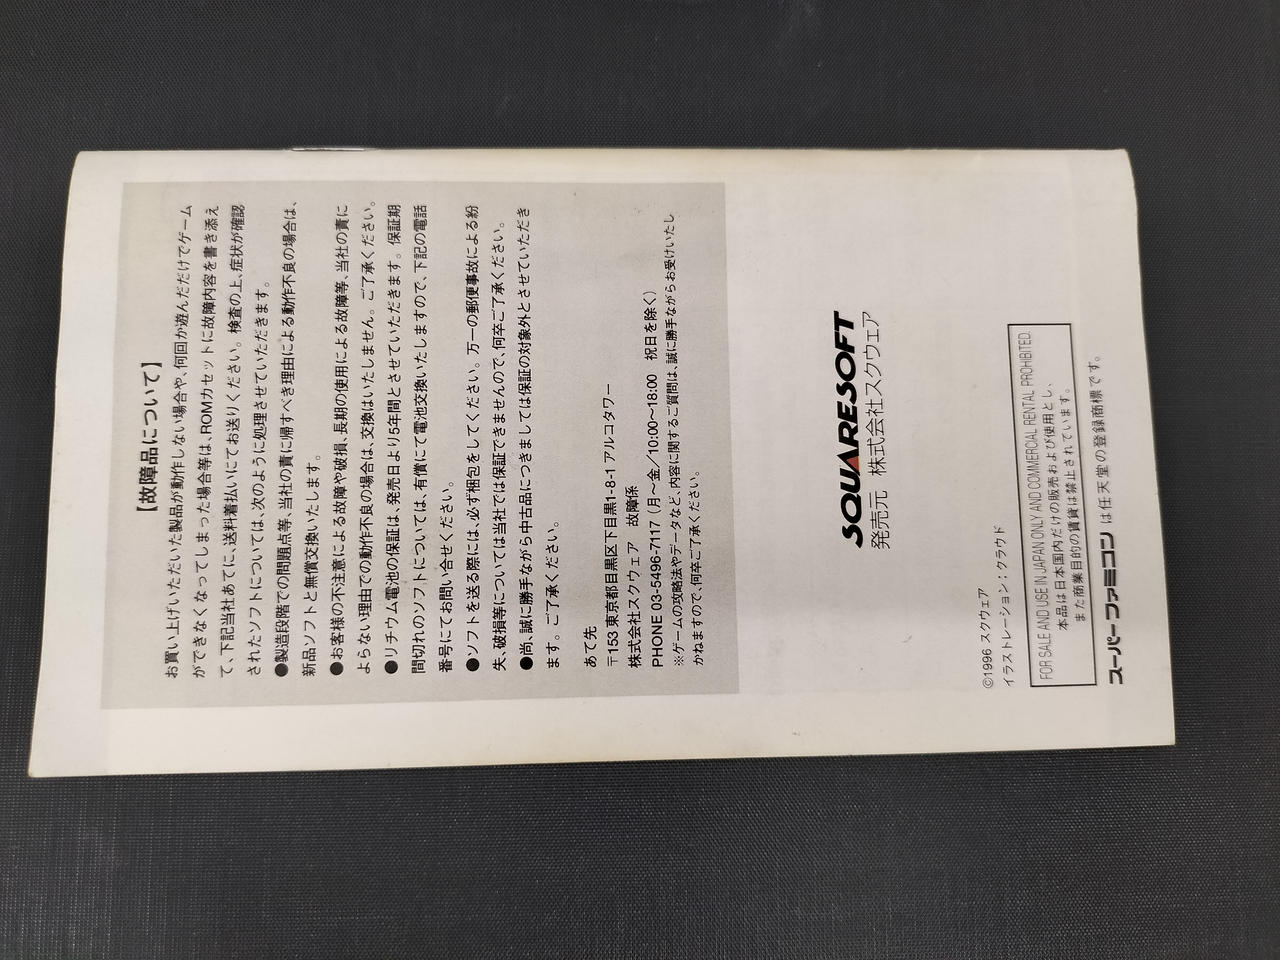 【故障品について】
お買い上げいただいた製品が動作しない場合や、何回か遊んだだけでゲーム
ができなくなってしまった場合等は、ROMカセットに故障内容を書き添え
て、下記当社あてに、送料着払いにてお送りください。検査の上、症状が確認
されたソフトについては、次のように処理させていただきます。
●製造段階での問題点等、当社の責に帰すべき理由による動作不良の場合は、
新品ソフトと無償交換いたします。
●お客様の不注意による故障や破損、長期の使用による故障等、当社の責に
よらない理由での動作不良の場合は、交換はいたしません。ご了承ください。
●リチウム電池の保証は、発売日より5年間とさせていただきます。保証期
間切れのソフトについては、有償にて電池交換いたしますので、下記の電話
番号にてお問い合せください。
●ソフトを送る際には、必ず梱包をしてください。万一の郵便事故による紛
失、破損等については当社では保証できませんので、何卒ご了承ください。
●尚、誠に勝手ながら中古品につきましては保証の対象外とさせていただき
ます。ご了承ください。
あて先
〒153 東京都目黒区下目黒1-8-1 アルコタワー
株式会社スクウェア　故障係
PHONE 03-5496-7117（月〜金／10:00〜18:00　祝日を除く）
※ゲームの攻略法やデータなど、内容に関するご質問は、誠に勝手ながらお受けいたし
かねますので、何卒ご了承ください。
SQUARESOFT
発売元　株式会社スクウェア
©1996 スクウェア
イラストレーション：クラウド
FOR SALE AND USE IN JAPAN ONLY AND COMMERCIAL RENTAL PROHIBITED.
本品は日本国内だけの販売および使用とし、
また商業目的の賃貸は禁止されています。
スーパーファミコン は任天堂の登録商標です。